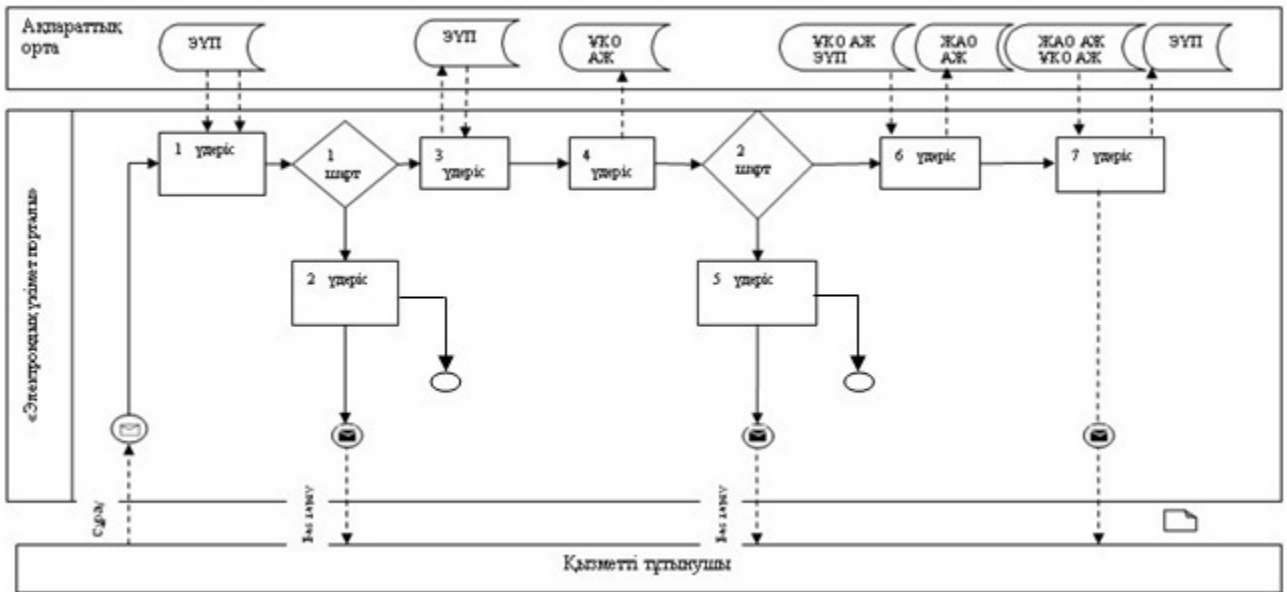 Ақпараттық
орта
ЭҮП
ЭҮП
ҰКО
АЖ
ҰКО АЖ
ЭҮП
ЖАО
АЖ
ЖАО АЖ
ҰКО АЖ
ЭҮП
«Электрондық үкімет порталы»
1 үдеріс
1
шарт
3
үдеріс
4
үдеріс
2
шарт
6 үдеріс
7 үдеріс
2 үдеріс
5 үдеріс
Қызметті тұтынушы